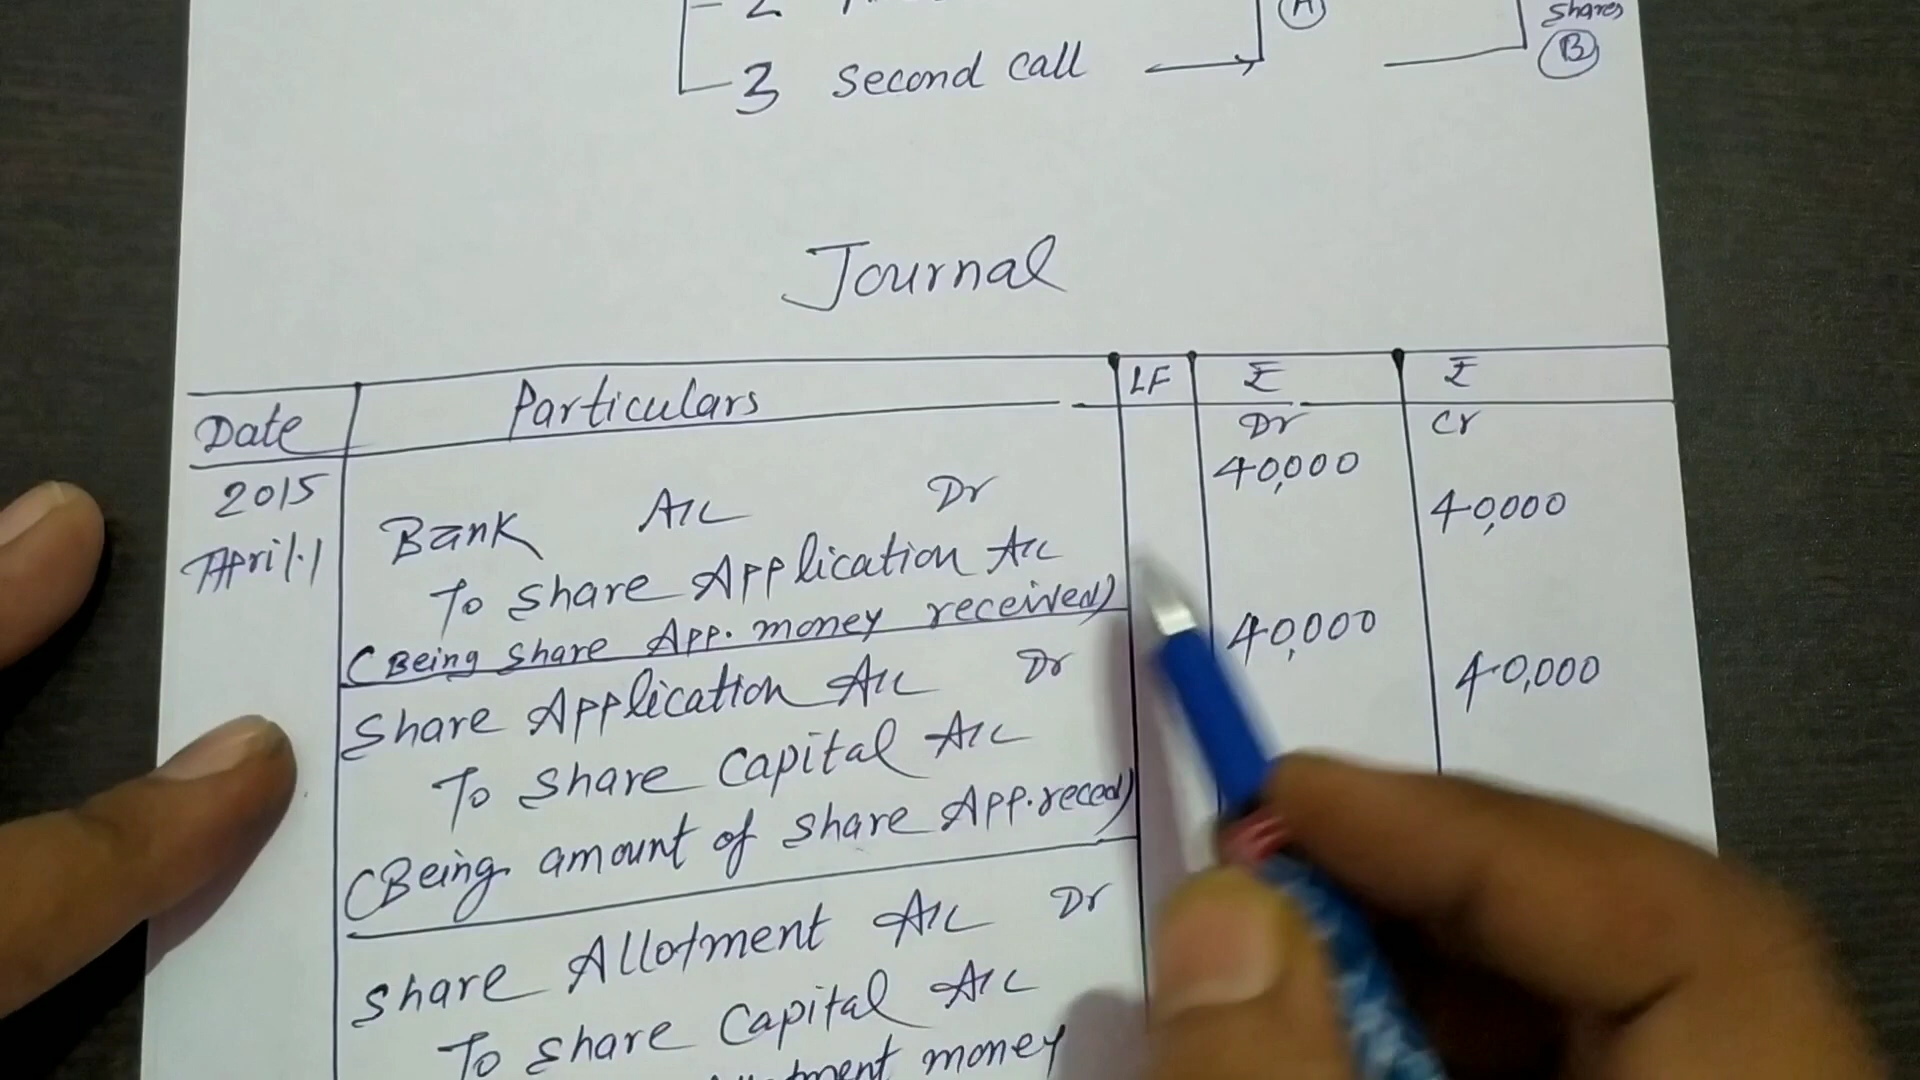 2
A
shares
B
3 second call
Journal
Date Particulars LF ₹ ₹
Dr Cr
2015
April.1
Bank A/c Dr 40,000
To Share Application A/c 40,000
(Being Share App. money received)
Share Application A/c Dr 40,000
To Share Capital A/c 40,000
(Being amount of share App.reced)
Share Allotment A/c Dr
To Share Capital A/c
money